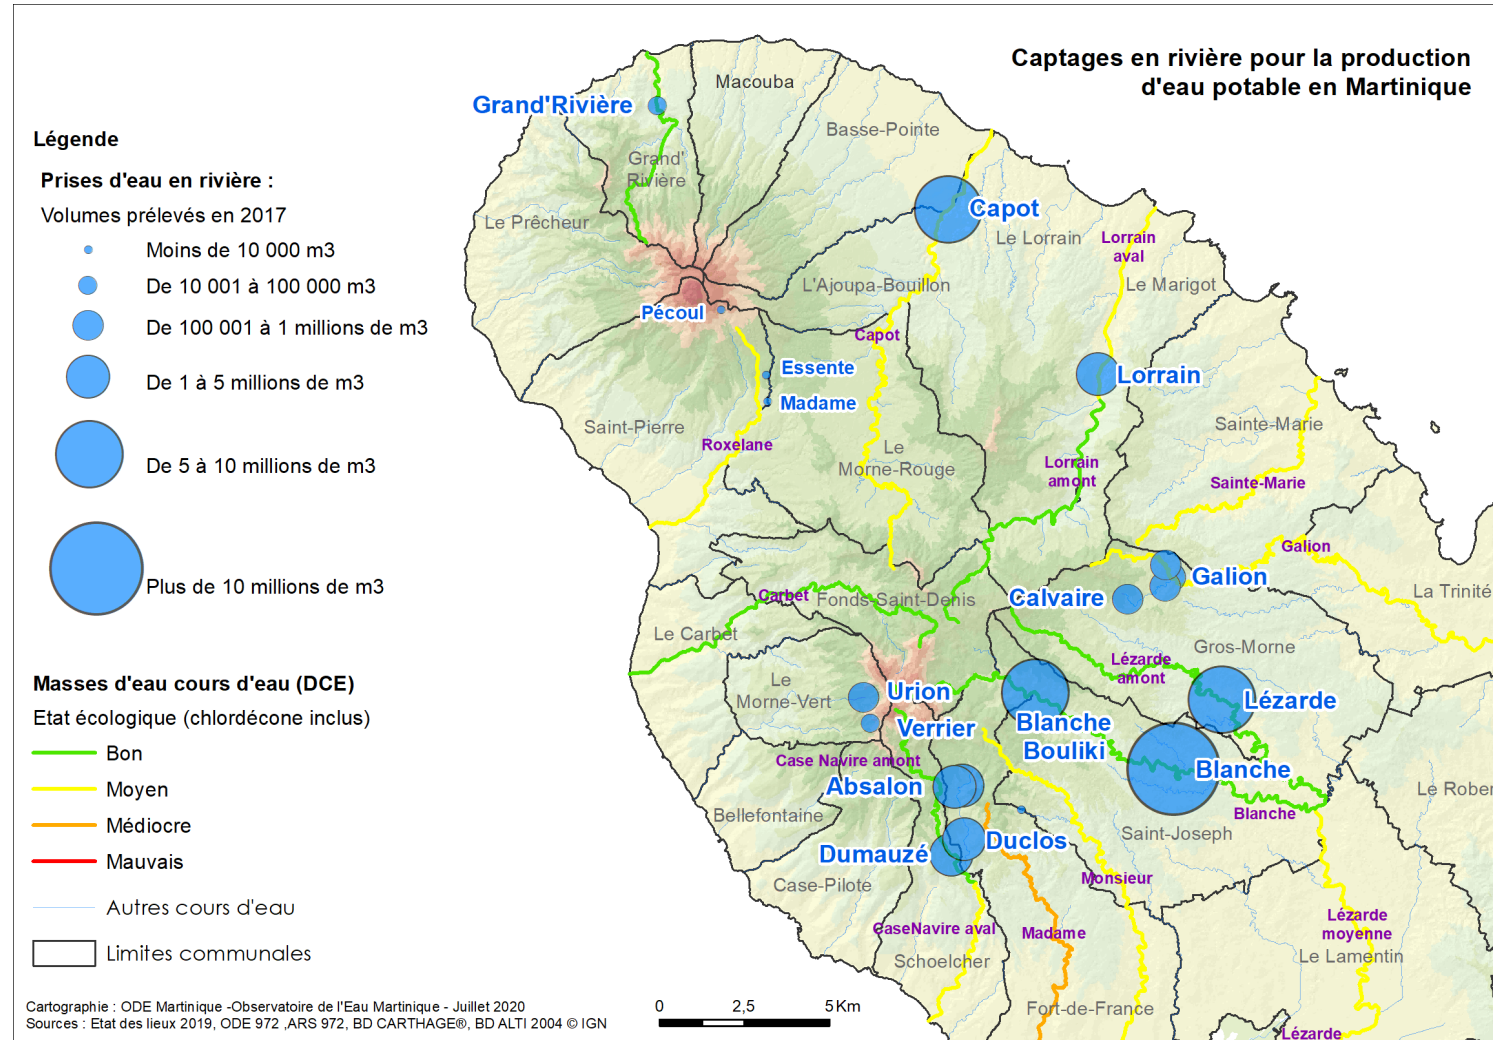 Captages en rivière pour la production
d'eau potable en Martinique
Légende
Prises d'eau en rivière :
Volumes prélevés en 2017
Moins de 10 000 m3
De 10 001 à 100 000 m3
De 100 001 à 1 millions de m3
De 1 à 5 millions de m3
De 5 à 10 millions de m3
Plus de 10 millions de m3
Masses d'eau cours d'eau (DCE)
Etat écologique (chlordécone inclus)
Bon
Moyen
Médiocre
Mauvais
Autres cours d'eau
Limites communales
Cartographie : ODE Martinique -Observatoire de l'Eau Martinique - Juillet 2020
Sources : Etat des lieux 2019, ODE 972 ,ARS 972, BD CARTHAGE®, BD ALTI 2004 © IGN
0 2,5 5 Km
Macouba
Grand'Rivière
Basse-Pointe
Grand'
Rivière
Le Prêcheur
Capot
Le Lorrain
Lorrain
aval
L'Ajoupa-Bouillon
Le Marigot
Pécoul
Capot
Essente
Lorrain
Madame
Saint-Pierre
Sainte-Marie
Roxelane
Le
Morne-Rouge
Lorrain
amont
Sainte-Marie
Galion
Galion
La Trinité
Carbet
Fonds-Saint-Denis
Calvaire
Le Carbet
Gros-Morne
Lézarde
amont
Le
Morne-Vert
Urion
Lézarde
Verrier
Blanche
Bouliki
Case Navire amont
Blanche
Absalon
Le Rober
Bellefontaine
Blanche
Saint-Joseph
Duclos
Dumauzé
Case-Pilote
Monsieur
CaseNavire aval
Madame
Lézarde
moyenne
Schoelcher
Le Lamentin
Fort-de-France
Lézarde